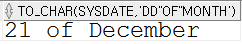 TO_CHAR(SYSDATE,'DD"OF"MONTH')
21 of December